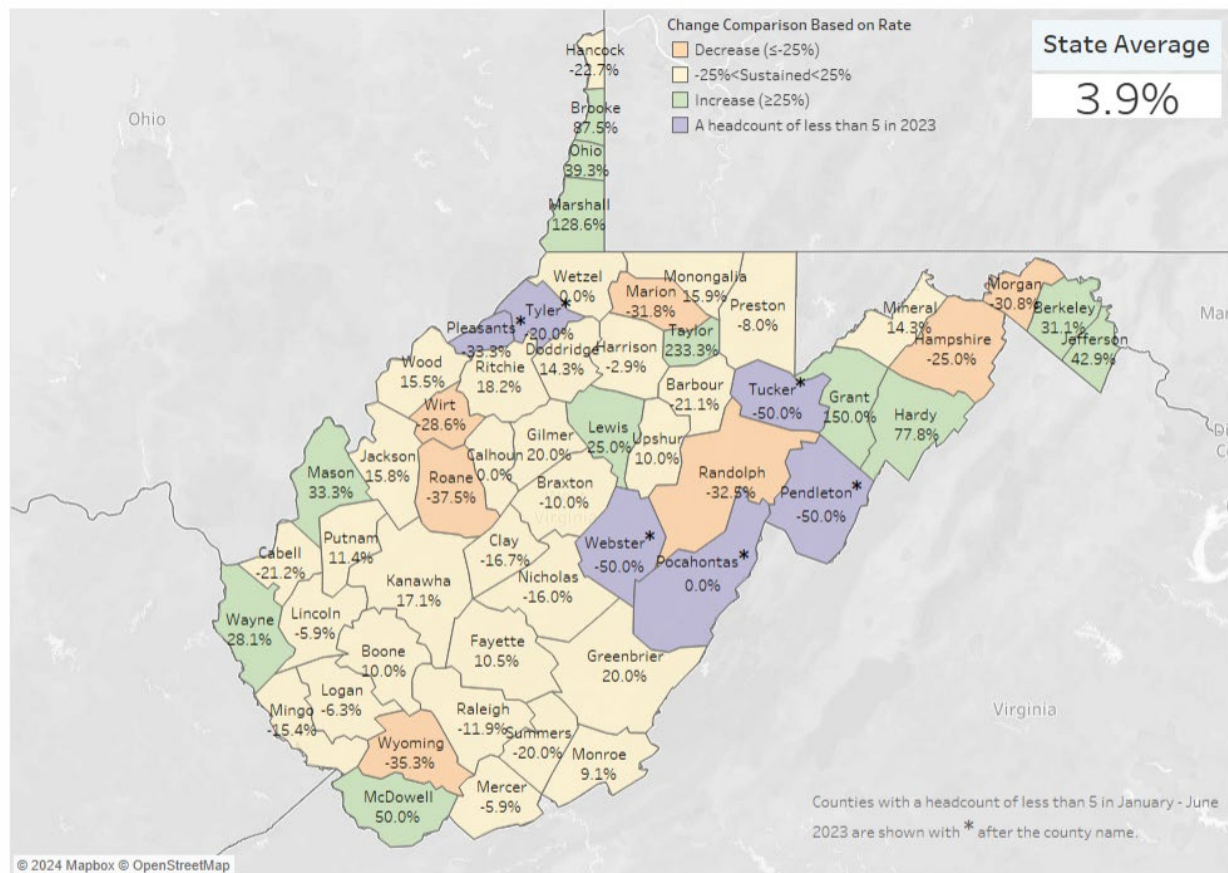 Change Comparison Based on Rate
Decrease (≤-25%)
-25%<Sustained<25%
Increase (≥25%)
A headcount of less than 5 in 2023
State Average
3.9%
Ohio
Hancock
-22.7%
Brooke
87.5%
Ohio
39.3%
Marshall
128.6%
Wetzel
0.0%
Marion
-31.8%
Monongalia
15.9%
Preston
-8.0%
Tyler*
-20.0%
Pleasants*
-33.3%
Doddridge
14.3%
Harrison
-2.9%
Taylor
233.3%
Mineral
14.3%
Hampshire
-25.0%
Morgan
-30.8%
Berkeley
31.1%
Jefferson
42.9%
Mar
Wood
15.5%
Ritchie
18.2%
Barbour
-21.1%
Tucker*
-50.0%
Grant
150.0%
Hardy
77.8%
Di
Wirt
-28.6%
Calhoun
0.0%
Gilmer
20.0%
Lewis
25.0%
Upshur
10.0%
Randolph
-32.5%
Pendleton*
-50.0%
Mason
33.3%
Jackson
15.8%
Roane
-37.5%
Braxton
-10.0%
Virginia
Webster*
-50.0%
Pocahontas*
0.0%
Cabell
-21.2%
Putnam
11.4%
Kanawha
17.1%
Clay
-16.7%
Nicholas
-16.0%
Wayne
28.1%
Lincoln
-5.9%
Boone
10.0%
Fayette
10.5%
Greenbrier
20.0%
Mingo
-15.4%
Logan
-6.3%
Raleigh
-11.9%
Summers
-20.0%
Monroe
9.1%
Wyoming
-35.3%
McDowell
50.0%
Mercer
-5.9%
Virginia
Counties with a headcount of less than 5 in January - June
2023 are shown with * after the county name.
© 2024 Mapbox © OpenStreetMap